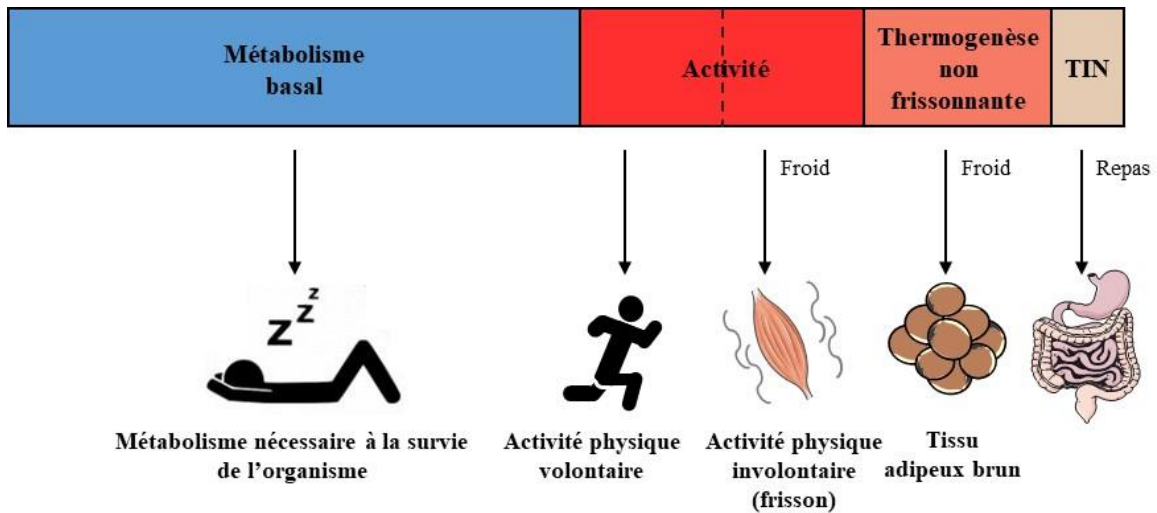 Métabolisme
basal
Activité
Thermogenèse
non
frissonnante
TIN
Froid
Froid
Repas
z
z
z
Métabolisme nécessaire à la survie
de l'organisme
Activité physique
volontaire
Activité physique
involontaire
(frisson)
Tissu
adipeux brun